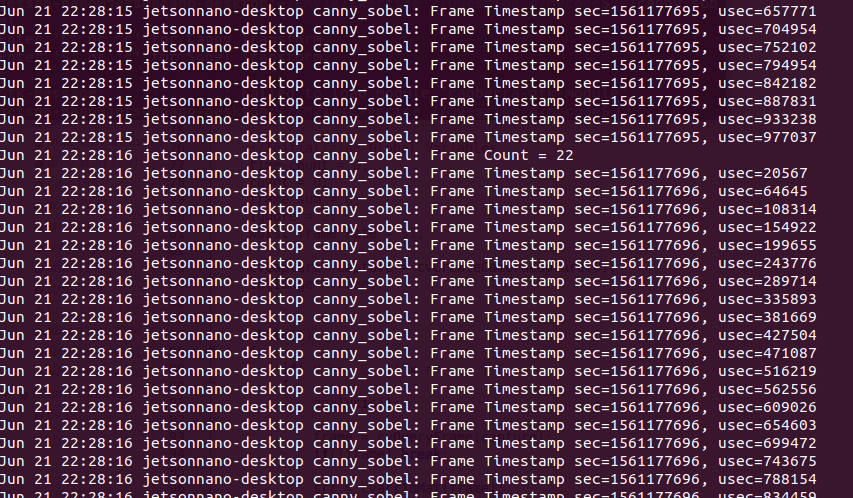 Jun 21 22:28:15 jetsonnano-desktop canny_sobel: Frame Timestamp sec=1561177695, usec=657771
Jun 21 22:28:15 jetsonnano-desktop canny_sobel: Frame Timestamp sec=1561177695, usec=704954
Jun 21 22:28:15 jetsonnano-desktop canny_sobel: Frame Timestamp sec=1561177695, usec=752102
Jun 21 22:28:15 jetsonnano-desktop canny_sobel: Frame Timestamp sec=1561177695, usec=794954
Jun 21 22:28:15 jetsonnano-desktop canny_sobel: Frame Timestamp sec=1561177695, usec=842182
Jun 21 22:28:15 jetsonnano-desktop canny_sobel: Frame Timestamp sec=1561177695, usec=887831
Jun 21 22:28:15 jetsonnano-desktop canny_sobel: Frame Timestamp sec=1561177695, usec=933238
Jun 21 22:28:15 jetsonnano-desktop canny_sobel: Frame Timestamp sec=1561177695, usec=977037
Jun 21 22:28:16 jetsonnano-desktop canny_sobel: Frame Count = 22
Jun 21 22:28:16 jetsonnano-desktop canny_sobel: Frame Timestamp sec=1561177696, usec=20567
Jun 21 22:28:16 jetsonnano-desktop canny_sobel: Frame Timestamp sec=1561177696, usec=64645
Jun 21 22:28:16 jetsonnano-desktop canny_sobel: Frame Timestamp sec=1561177696, usec=108314
Jun 21 22:28:16 jetsonnano-desktop canny_sobel: Frame Timestamp sec=1561177696, usec=154922
Jun 21 22:28:16 jetsonnano-desktop canny_sobel: Frame Timestamp sec=1561177696, usec=199655
Jun 21 22:28:16 jetsonnano-desktop canny_sobel: Frame Timestamp sec=1561177696, usec=243776
Jun 21 22:28:16 jetsonnano-desktop canny_sobel: Frame Timestamp sec=1561177696, usec=289714
Jun 21 22:28:16 jetsonnano-desktop canny_sobel: Frame Timestamp sec=1561177696, usec=335893
Jun 21 22:28:16 jetsonnano-desktop canny_sobel: Frame Timestamp sec=1561177696, usec=381669
Jun 21 22:28:16 jetsonnano-desktop canny_sobel: Frame Timestamp sec=1561177696, usec=427504
Jun 21 22:28:16 jetsonnano-desktop canny_sobel: Frame Timestamp sec=1561177696, usec=471087
Jun 21 22:28:16 jetsonnano-desktop canny_sobel: Frame Timestamp sec=1561177696, usec=516219
Jun 21 22:28:16 jetsonnano-desktop canny_sobel: Frame Timestamp sec=1561177696, usec=562556
Jun 21 22:28:16 jetsonnano-desktop canny_sobel: Frame Timestamp sec=1561177696, usec=609026
Jun 21 22:28:16 jetsonnano-desktop canny_sobel: Frame Timestamp sec=1561177696, usec=654603
Jun 21 22:28:16 jetsonnano-desktop canny_sobel: Frame Timestamp sec=1561177696, usec=699472
Jun 21 22:28:16 jetsonnano-desktop canny_sobel: Frame Timestamp sec=1561177696, usec=743675
Jun 21 22:28:16 jetsonnano-desktop canny_sobel: Frame Timestamp sec=1561177696, usec=788154
Jun 21 22:28:16 jetsonnano-desktop canny_sobel: Frame Timestamp sec=1561177696, usec=834459